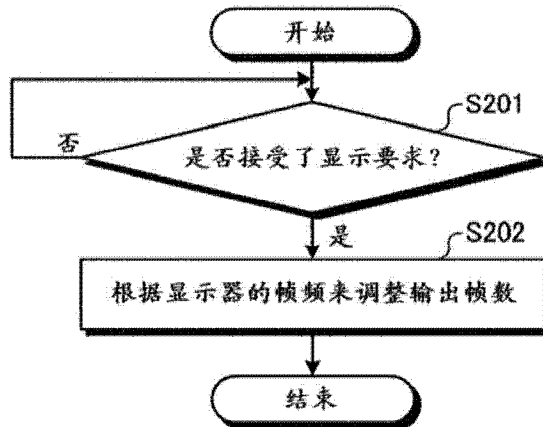 开始
S201
是否接受了显示要求?
否
是
S202
根据显示器的帧频来调整输出帧数
结束